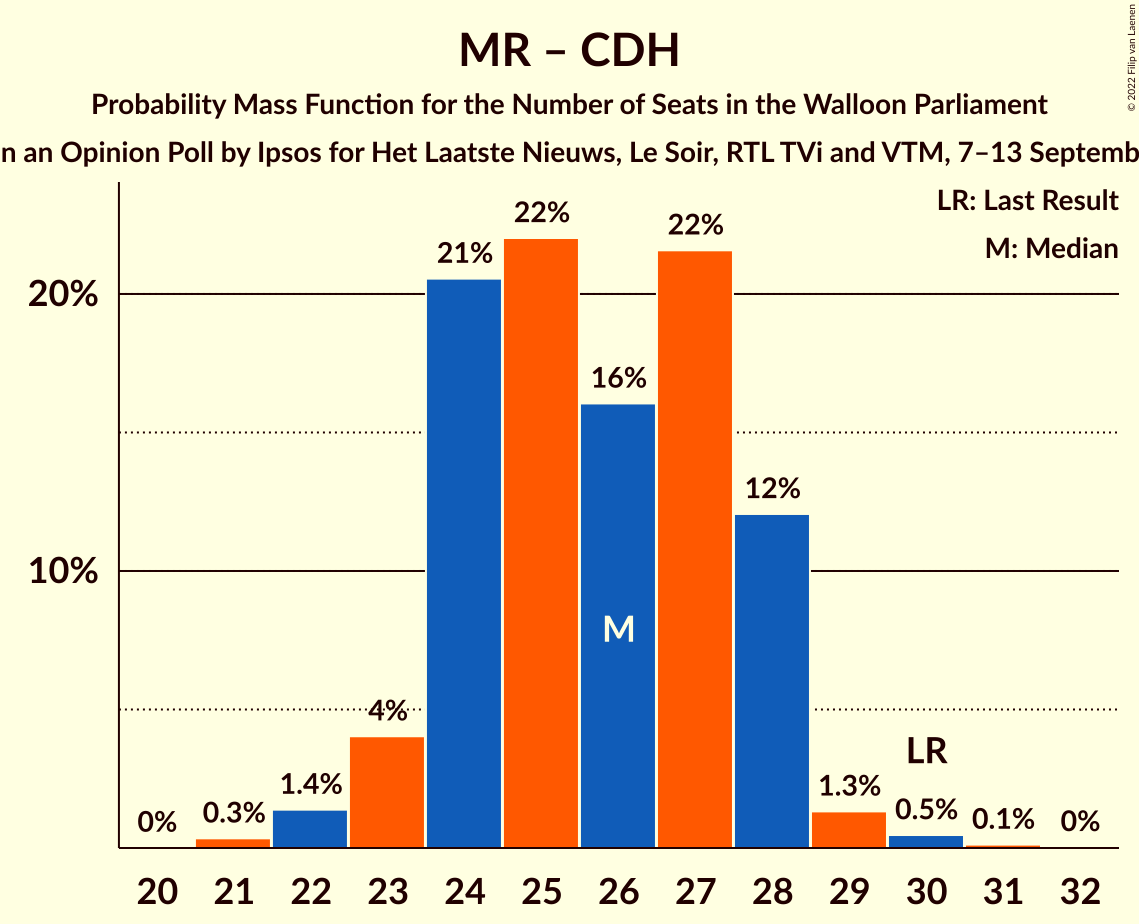 © 2022 Filip van Laenen
MR – CDH
Probability Mass Function for the Number of Seats in the Walloon Parliament
n an Opinion Poll by Ipsos for Het Laatste Nieuws, Le Soir, RTL TVi and VTM, 7–13 Septemb
LR: Last Result
M: Median
20%
10%
0%
0.3%
1.4%
4%
21%
22%
16%
22%
12%
1.3%
0.5%
0.1%
0%
M
LR
20 21 22 23 24 25 26 27 28 29 30 31 32